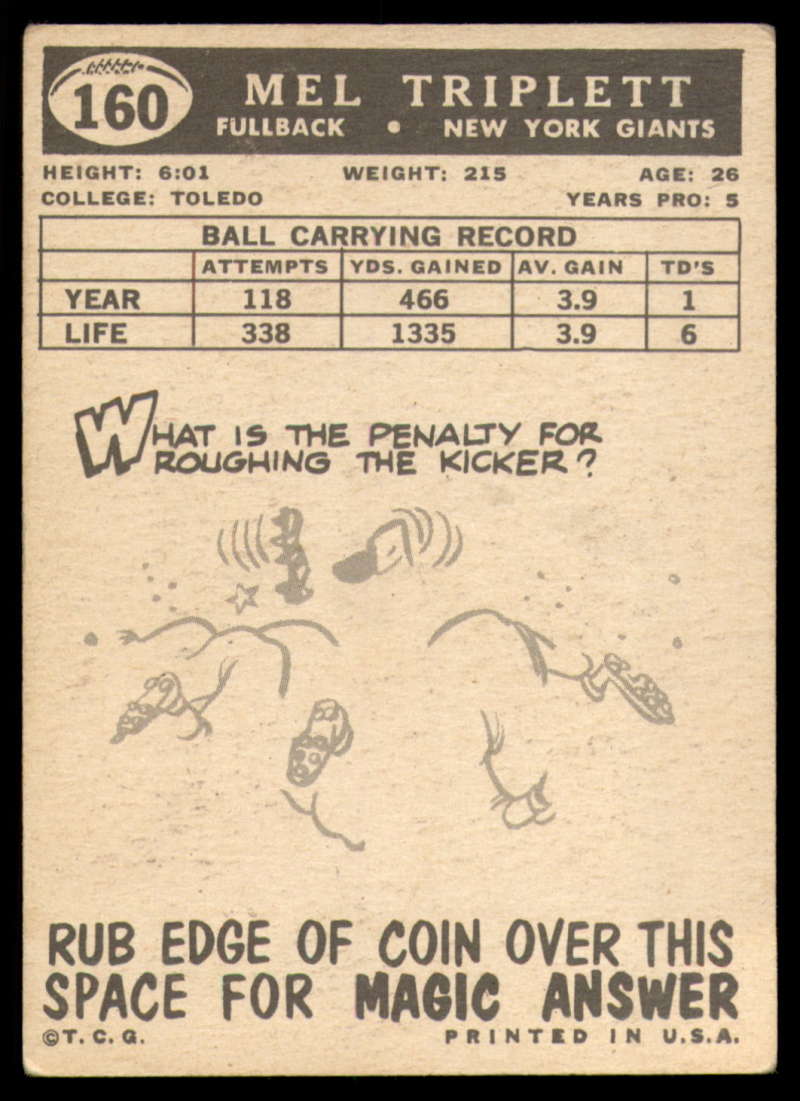 160
MEL TRIPLETT
FULLBACK • NEW YORK GIANTS
HEIGHT: 6:01 WEIGHT: 215 AGE: 26
COLLEGE: TOLEDO YEARS PRO: 5
BALL CARRYING RECORD
ATTEMPTS YDS. GAINED AV. GAIN TD'S
YEAR 118 466 3.9 1
LIFE 338 1335 3.9 6
WHAT IS THE PENALTY FOR
ROUGHING THE KICKER?
RUB EDGE OF COIN OVER THIS
SPACE FOR MAGIC ANSWER
©T.C.G. PRINTED IN U.S.A.